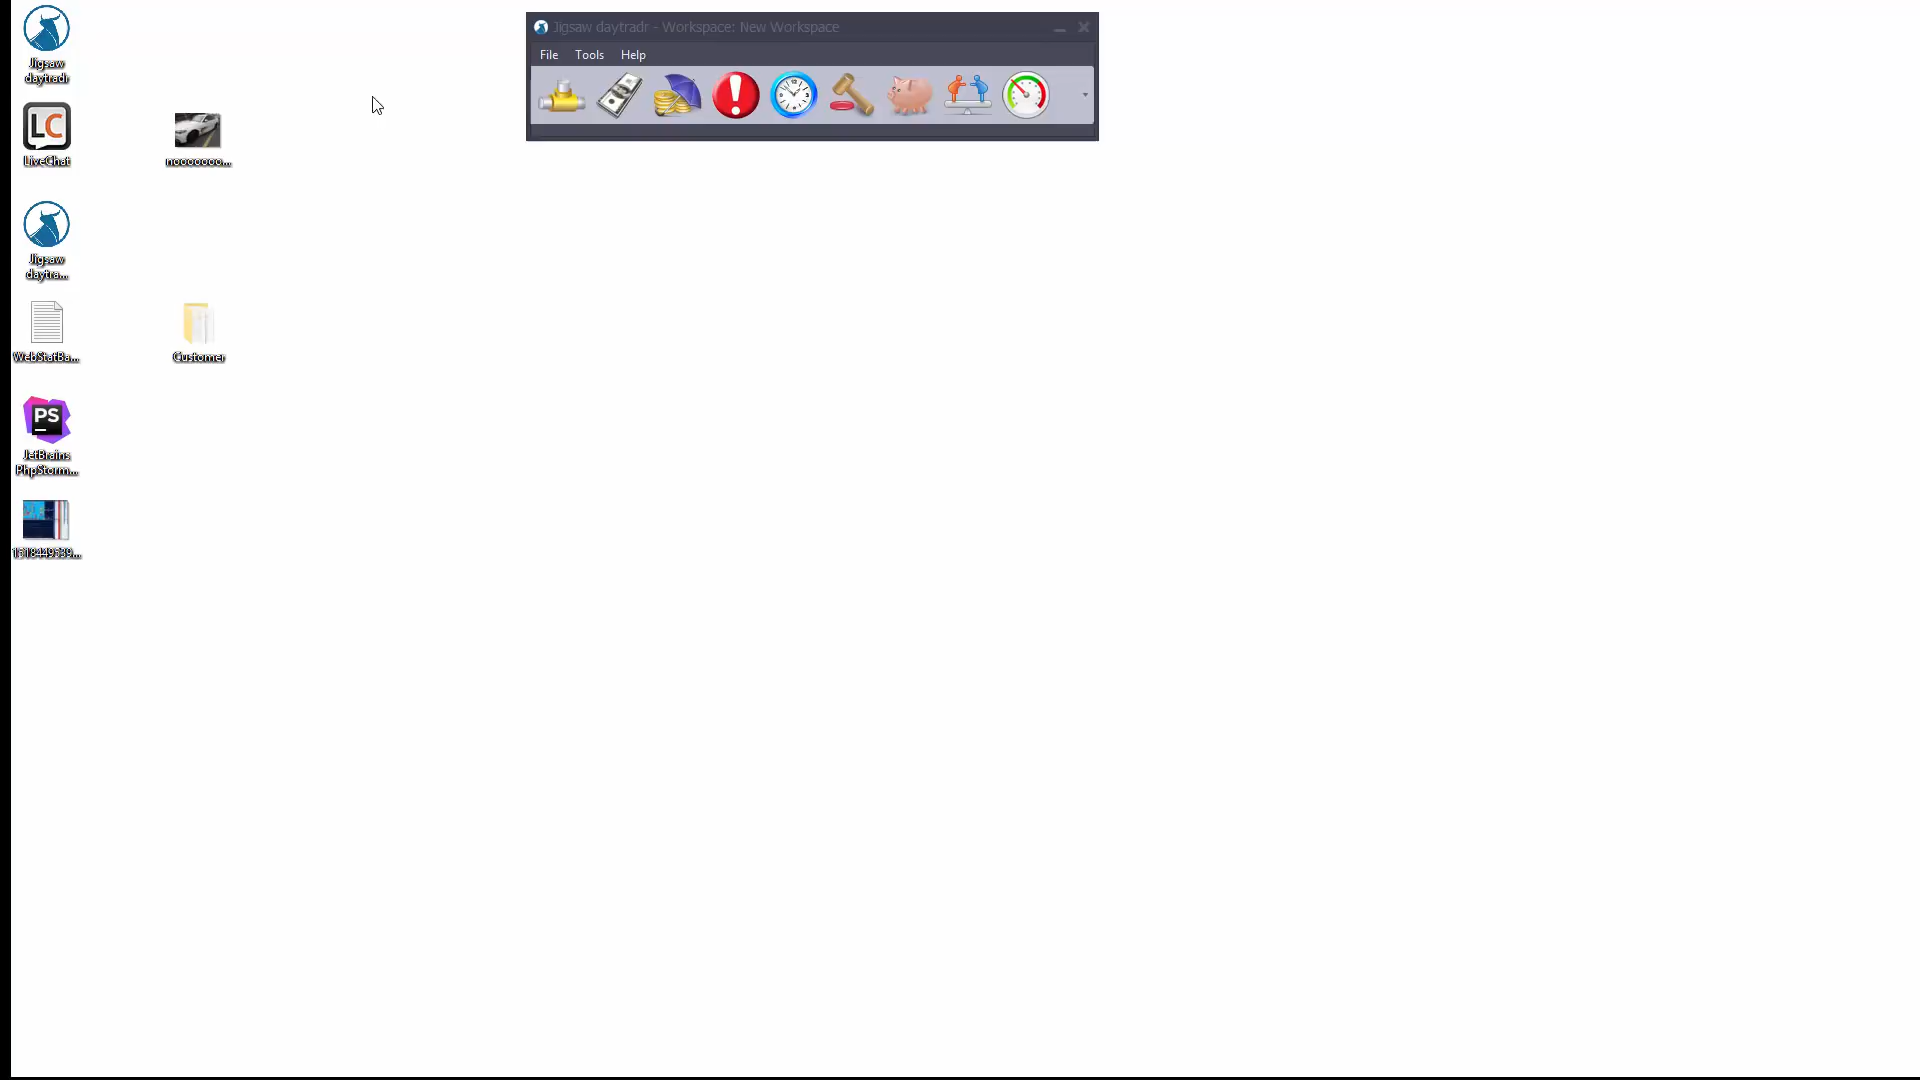 Jigsaw daytradr - Workspace: New Workspace
File Tools Help
Jigsaw
daytradr
LC
LiveChat
nooooooo...
Jigsaw
daytra...
WebStatBa...
Customer
PS
JetBrains
PhpStorm...